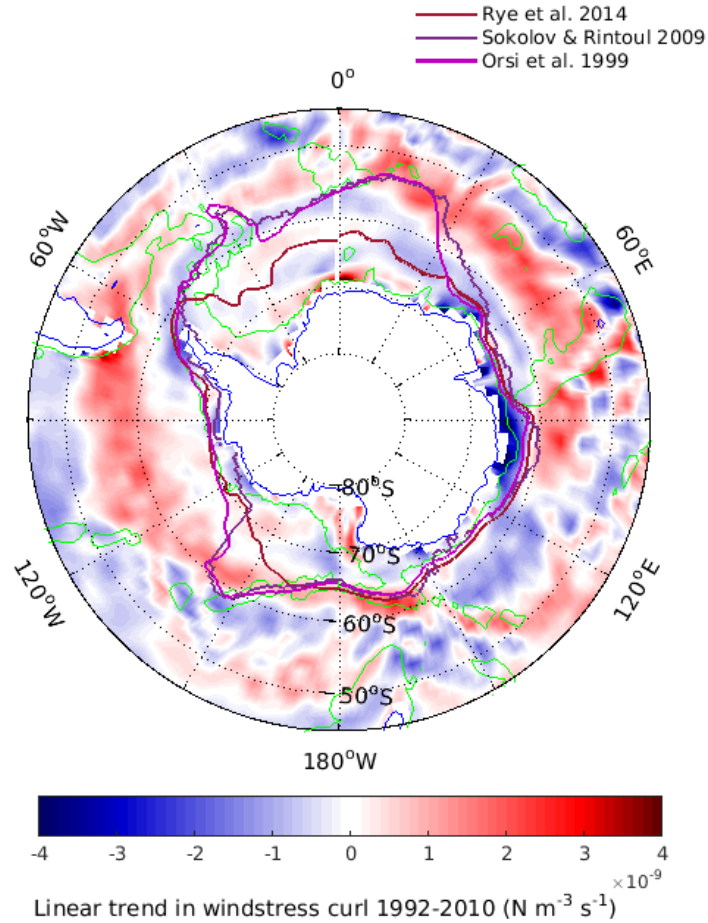 Rye et al. 2014
Sokolov & Rintoul 2009
Orsi et al. 1999
0°
60°W
60°E
80°S
70°S
120°W
120°E
60°S
50°S
180°W
-4 -3 -2 -1 0 1 2 3 4
×10⁻⁹
Linear trend in windstress curl 1992-2010 (N m⁻³ s⁻¹)